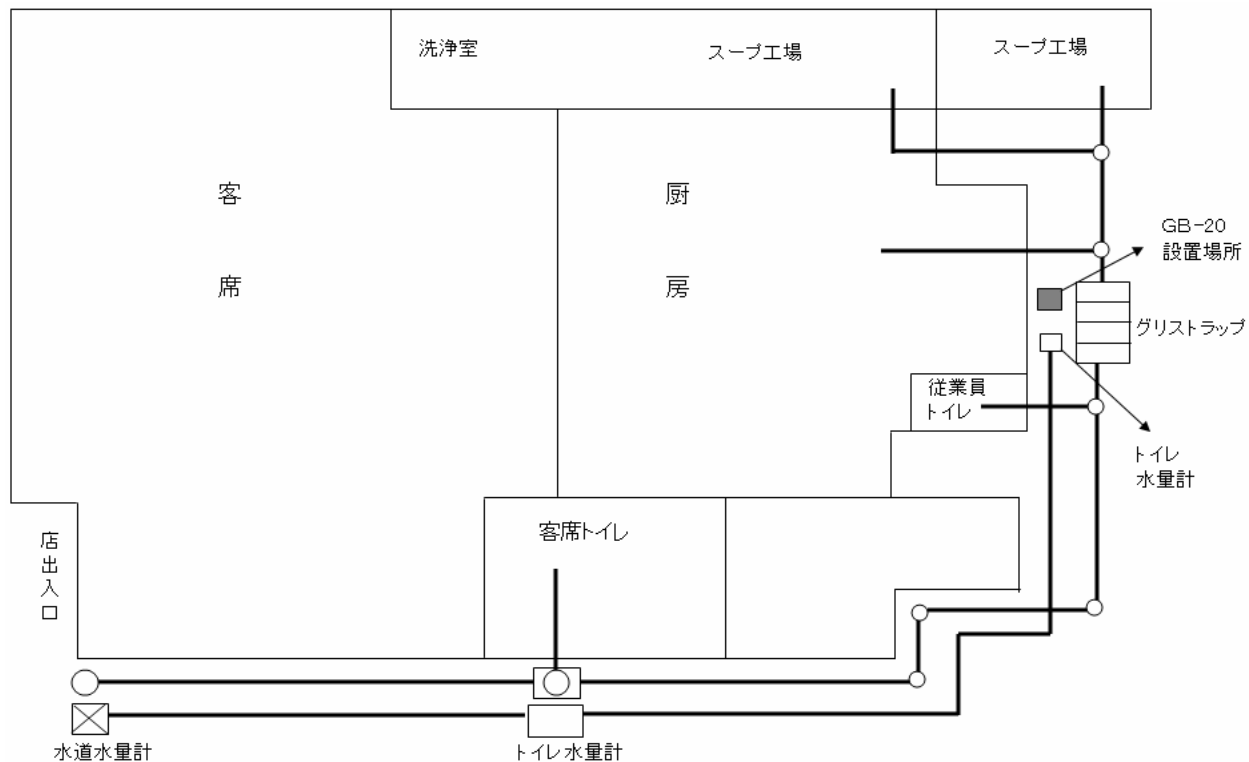 洗浄室
スープ工場
スープ工場
客
席
厨
房
GB-20
設置場所
グリストラップ
従業員
トイレ
トイレ
水量計
客席トイレ
店
出
入
口
水道水量計
トイレ水量計